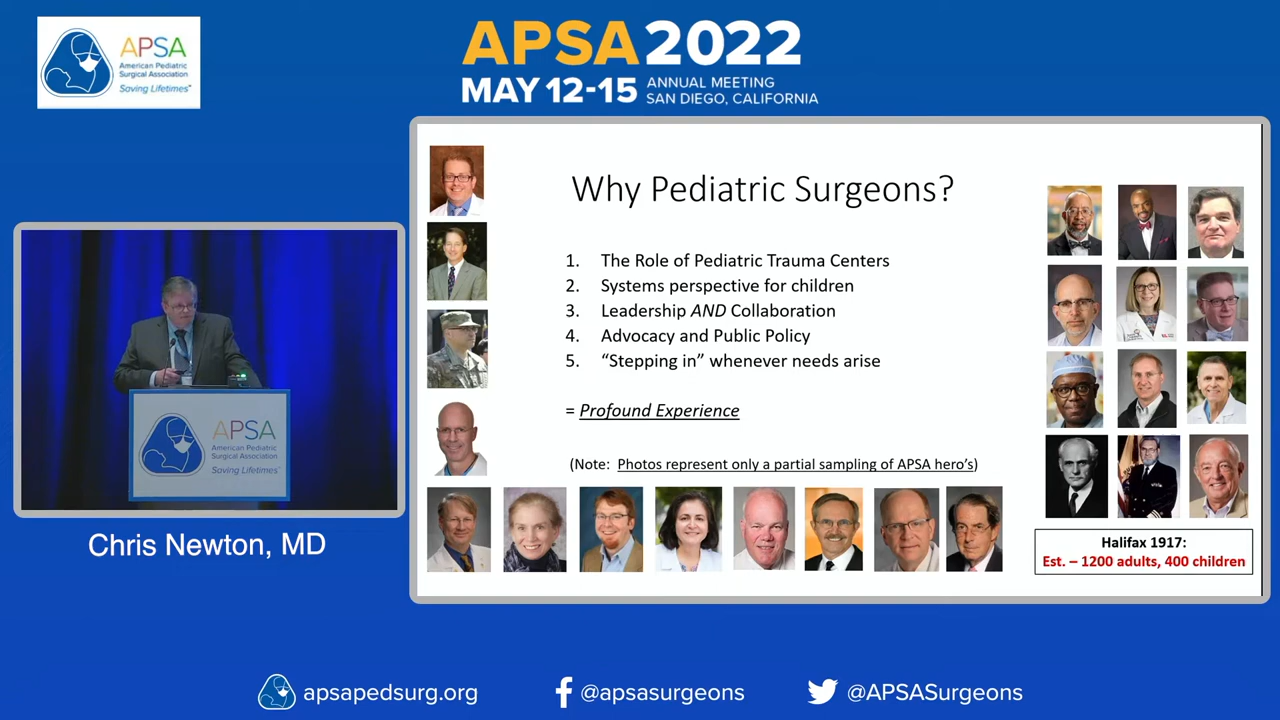 APSA
American Pediatric
Surgical Association
Saving Lifetimes
APSA 2022
MAY 12-15
ANNUAL MEETING
SAN DIEGO, CALIFORNIA
Why Pediatric Surgeons?
1. The Role of Pediatric Trauma Centers
2. Systems perspective for children
3. Leadership AND Collaboration
4. Advocacy and Public Policy
5. “Stepping in” whenever needs arise
= Profound Experience
(Note: Photos represent only a partial sampling of APSA hero’s)
Halifax 1917:
Est. – 1200 adults, 400 children
APSA
American Pediatric
Surgical Association
Saving Lifetimes
Chris Newton, MD
apsapedsurg.org
@apsasurgeons
@APSASurgeons